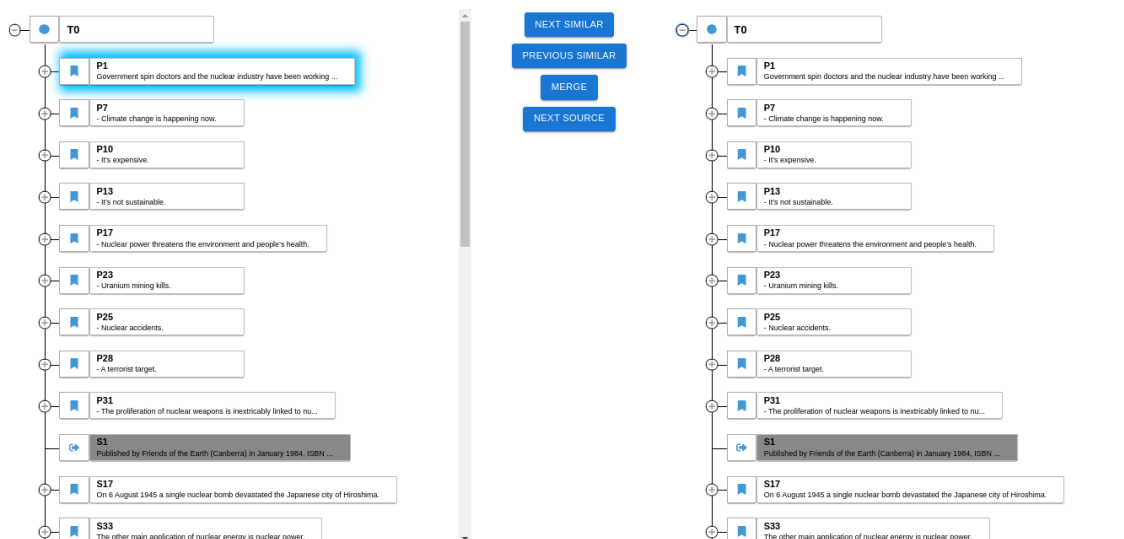 T0
P1
Government spin doctors and the nuclear industry have been working ...
P7
- Climate change is happening now.
P10
- It's expensive.
P13
- It's not sustainable.
P17
- Nuclear power threatens the environment and people's health.
P23
- Uranium mining kills.
P25
- Nuclear accidents.
P28
- A terrorist target.
P31
- The proliferation of nuclear weapons is inextricably linked to nu...
S1
Published by Friends of the Earth (Canberra) in January 1984, ISBN ...
S17
On 6 August 1945 a single nuclear bomb devastated the Japanese city of Hiroshima.
S33
The other main application of nuclear energy is nuclear power.
NEXT SIMILAR
PREVIOUS SIMILAR
MERGE
NEXT SOURCE
T0
P1
Government spin doctors and the nuclear industry have been working ...
P7
- Climate change is happening now.
P10
- It's expensive.
P13
- It's not sustainable.
P17
- Nuclear power threatens the environment and people's health.
P23
- Uranium mining kills.
P25
- Nuclear accidents.
P28
- A terrorist target.
P31
- The proliferation of nuclear weapons is inextricably linked to nu...
S1
Published by Friends of the Earth (Canberra) in January 1984, ISBN ...
S17
On 6 August 1945 a single nuclear bomb devastated the Japanese city of Hiroshima.
S33
The other main application of nuclear energy is nuclear power.